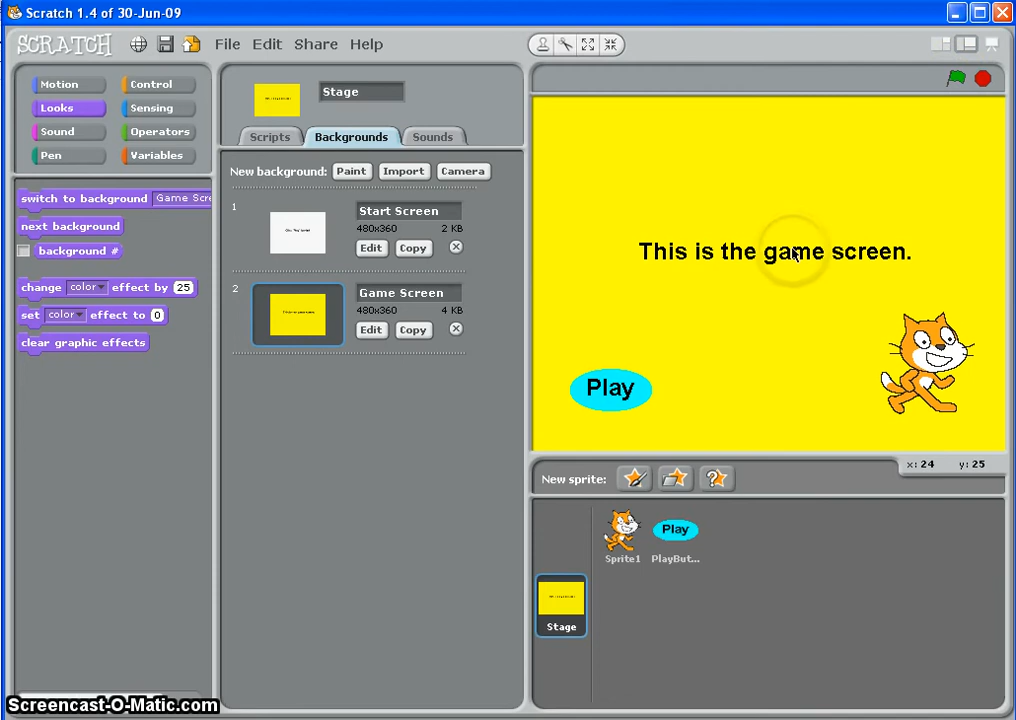 Scratch 1.4 of 30-Jun-09
SCRATCH File Edit Share Help
Motion Control
Looks Sensing
Sound Operators
Pen Variables
switch to background Game Scre
next background
background #
change color effect by 25
set color effect to 0
clear graphic effects
Stage
Scripts Backgrounds Sounds
New background: Paint Import Camera
1 Start Screen
480x360 2 KB
Edit Copy
2 Game Screen
480x360 4 KB
Edit Copy
This is the game screen.
Play
x: 24 y: 25
New sprite:
Play
Sprite1 PlayBut...
Stage
Screencast-O-Matic.com